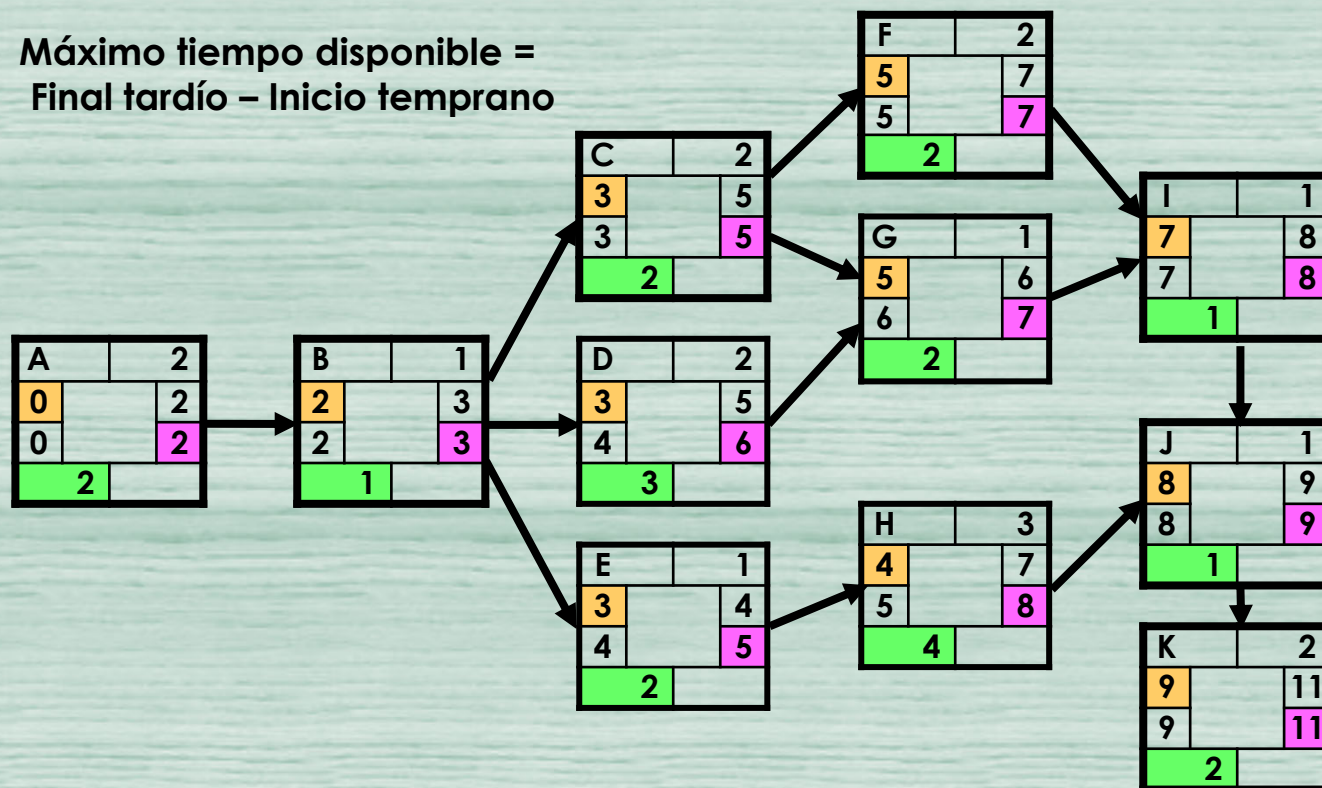 Máximo tiempo disponible =
Final tardío – Inicio temprano
A 2
0 2
0 2
2
B 1
2 3
2 3
1
C 2
3 5
3 5
2
D 2
3 5
4 6
3
E 1
3 4
4 5
2
F 2
5 7
5 7
2
G 1
5 6
6 7
2
H 3
4 7
5 8
4
I 1
7 8
7 8
1
J 1
8 9
8 9
1
K 2
9 11
9 11
2